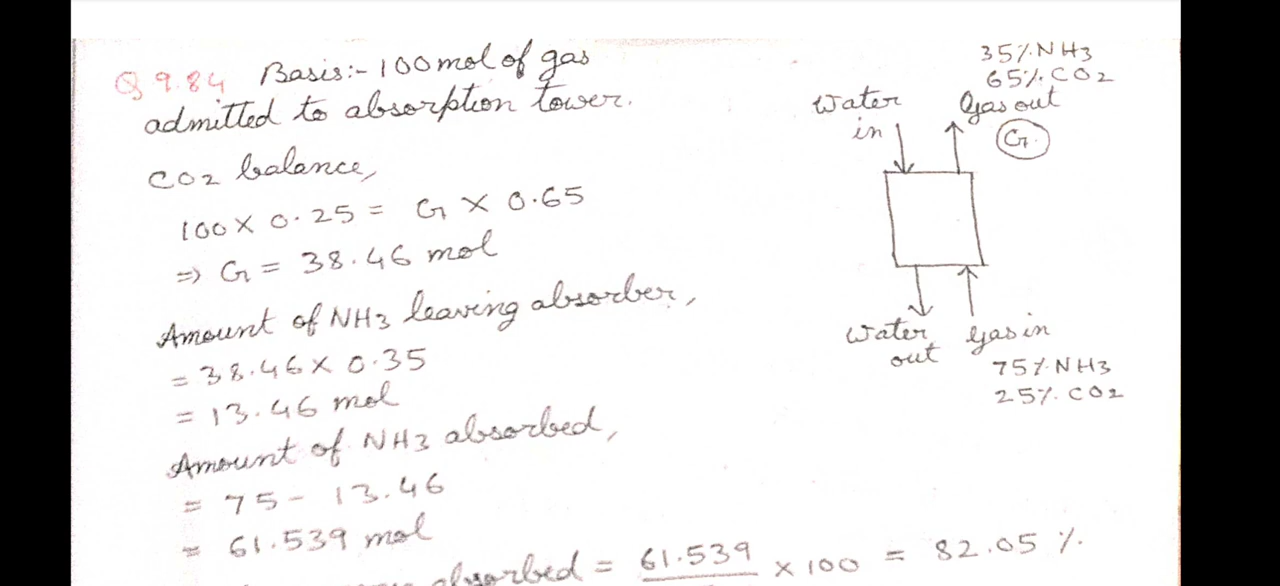 Q 9.84 Basis:- 100 mol of gas
admitted to absorption tower.
CO2 balance,
100 X 0.25 = G X 0.65
=> G = 38.46 mol
Amount of NH3 leaving absorber,
= 38.46 X 0.35
= 13.46 mol
Amount of NH3 absorbed,
= 75 - 13.46
= 61.539 mol
absorbed = 61.539 X 100 = 82.05 %.
35%. NH3
65%. CO2
Water in
Gas out
G
Water out
Gas in
75%. NH3
25%. CO2